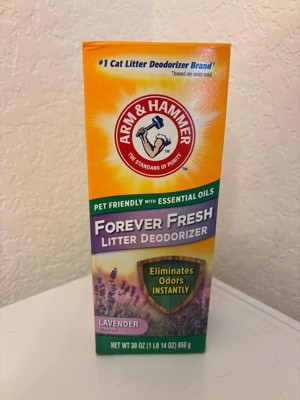 #1 Cat Litter Deodorizer Brand*
*based on units sold
ARM & HAMMER
™
THE STANDARD OF PURITY
PET FRIENDLY WITH ESSENTIAL OILS
FOREVER FRESH
LITTER DEODORIZER
Eliminates
Odors
INSTANTLY
LAVENDER
NET WT 30 OZ (1 LB 14 OZ) 850 g